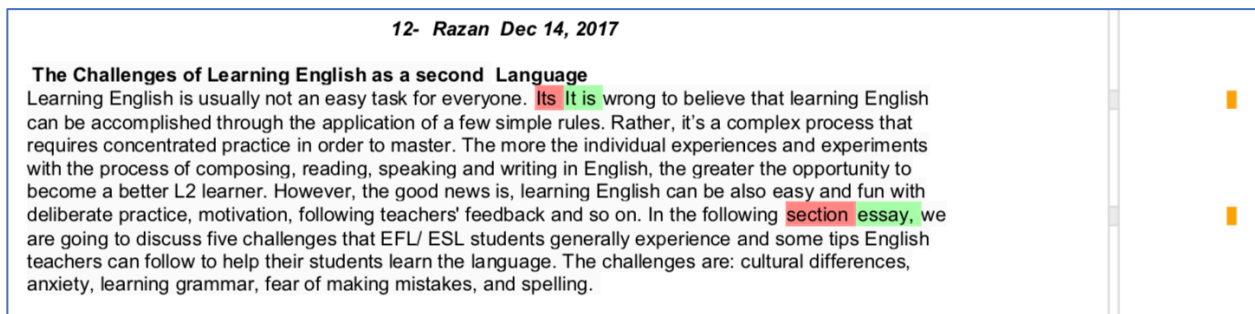 12- Razan Dec 14, 2017
The Challenges of Learning English as a second Language
Learning English is usually not an easy task for everyone. Its It is wrong to believe that learning English
can be accomplished through the application of a few simple rules. Rather, it's a complex process that
requires concentrated practice in order to master. The more the individual experiences and experiments
with the process of composing, reading, speaking and writing in English, the greater the opportunity to
become a better L2 learner. However, the good news is, learning English can be also easy and fun with
deliberate practice, motivation, following teachers' feedback and so on. In the following section essay, we
are going to discuss five challenges that EFL/ ESL students generally experience and some tips English
teachers can follow to help their students learn the language. The challenges are: cultural differences,
anxiety, learning grammar, fear of making mistakes, and spelling.